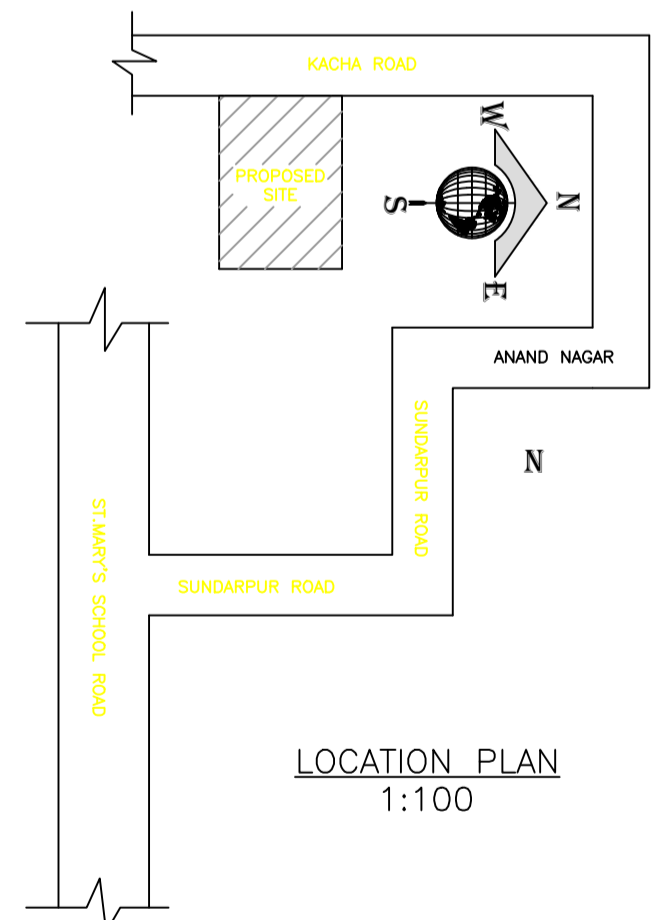 KACHA ROAD
W
PROPOSED
SITE
S
N
E
ANAND NAGAR
SUNDARPUR ROAD
N
ST.MARY'S SCHOOL ROAD
SUNDARPUR ROAD
LOCATION PLAN
1:100